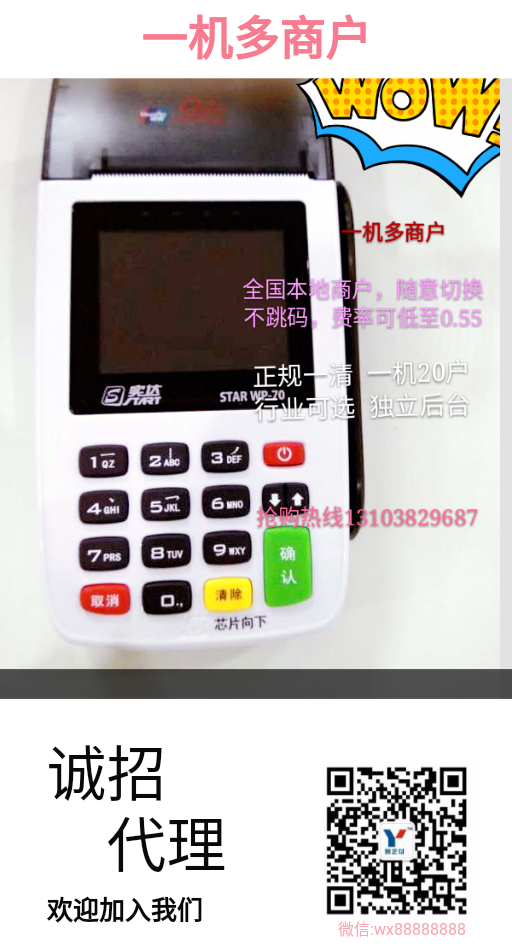 一机多商户
WOW!
一机多商户
全国本地商户，随意切换
不跳码，费率可低至0.55
正规一清 一机20户
行业可选 独立后台
实达
START
STAR WP-70
1 QZ
2 ABC
3 DEF
4 GHI
5 JKL
6 MNO
抢购热线13103829687
7 PRS
8 TUV
9 WXY
确认
取消
0.,
清除
芯片向下
诚招
代理
欢迎加入我们
微信:wx88888888